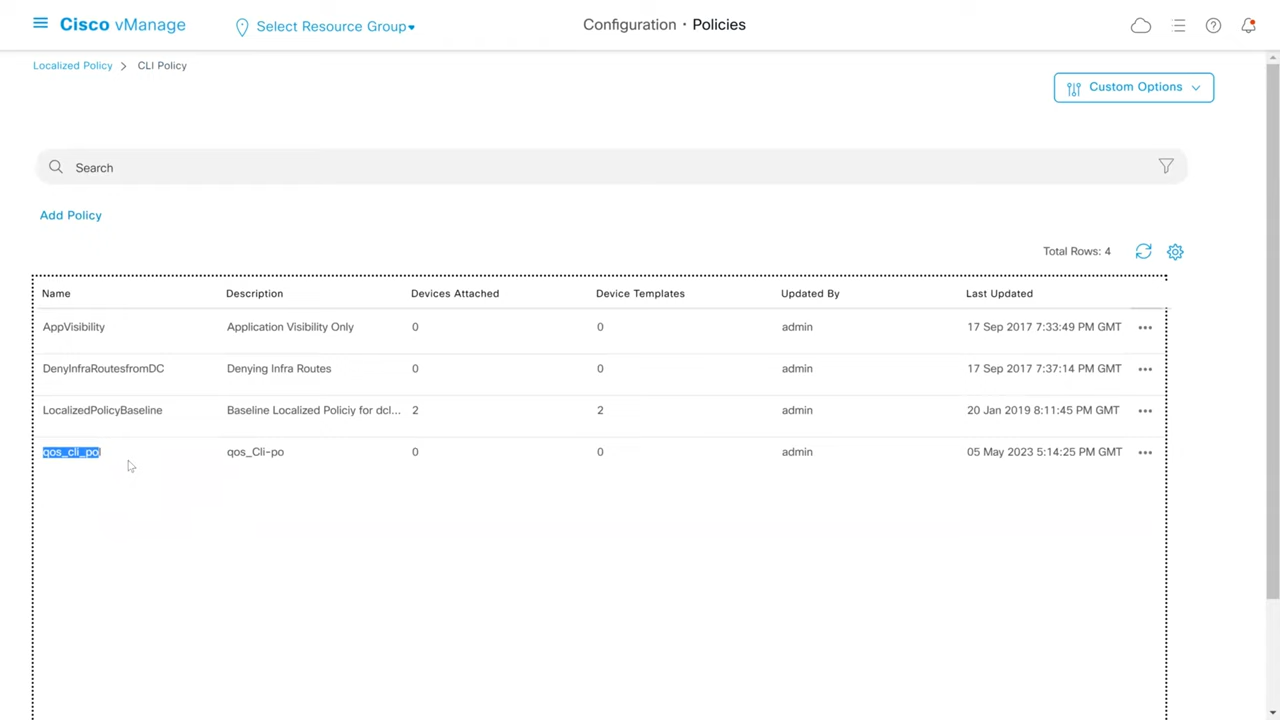 Cisco vManage
Select Resource Group
Configuration · Policies
Localized Policy > CLI Policy
Custom Options
Search
Add Policy
Total Rows: 4
Name Description Devices Attached Device Templates Updated By Last Updated
AppVisibility Application Visibility Only 0 0 admin 17 Sep 2017 7:33:49 PM GMT
DenyInfraRoutesfromDC Denying Infra Routes 0 0 admin 17 Sep 2017 7:37:14 PM GMT
LocalizedPolicyBaseline Baseline Localized Policiy for dcl... 2 2 admin 20 Jan 2019 8:11:45 PM GMT
qos_cli_pol qos_Cli-po 0 0 admin 05 May 2023 5:14:25 PM GMT